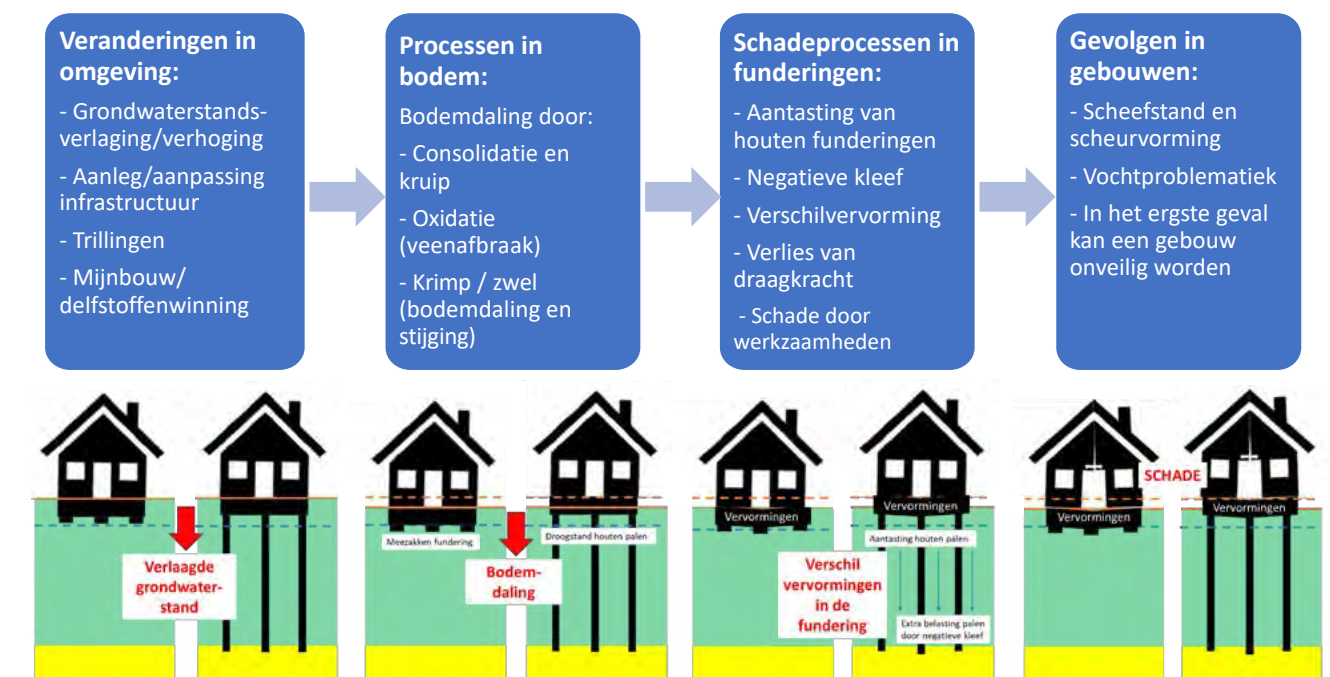 Veranderingen in
omgeving:
- Grondwaterstands-
verlaging/verhoging
- Aanleg/aanpassing
infrastructuur
- Trillingen
- Mijnbouw/
delfstoffenwinning
Processen in
bodem:
Bodemdaling door:
- Consolidatie en
kruip
- Oxidatie
(veenafbraak)
- Krimp / zwel
(bodemdaling en
stijging)
Schadeprocessen in
funderingen:
- Aantasting van
houten funderingen
- Negatieve kleef
- Verschilvervorming
- Verlies van
draagkracht
- Schade door
werkzaamheden
Gevolgen in
gebouwen:
- Scheefstand en
scheurvorming
- Vochtproblematiek
- In het ergste geval
kan een gebouw
onveilig worden
Verlaagde
grondwater-
stand
Meezakken fundering
Bodem-
daling
Droogstand houten palen
Vervormingen
Verschil
vervormingen
in de
fundering
Vervormingen
Aantasting houten palen
Extra belasting palen
door negatieve kleef
Vervormingen
SCHADE
Vervormingen